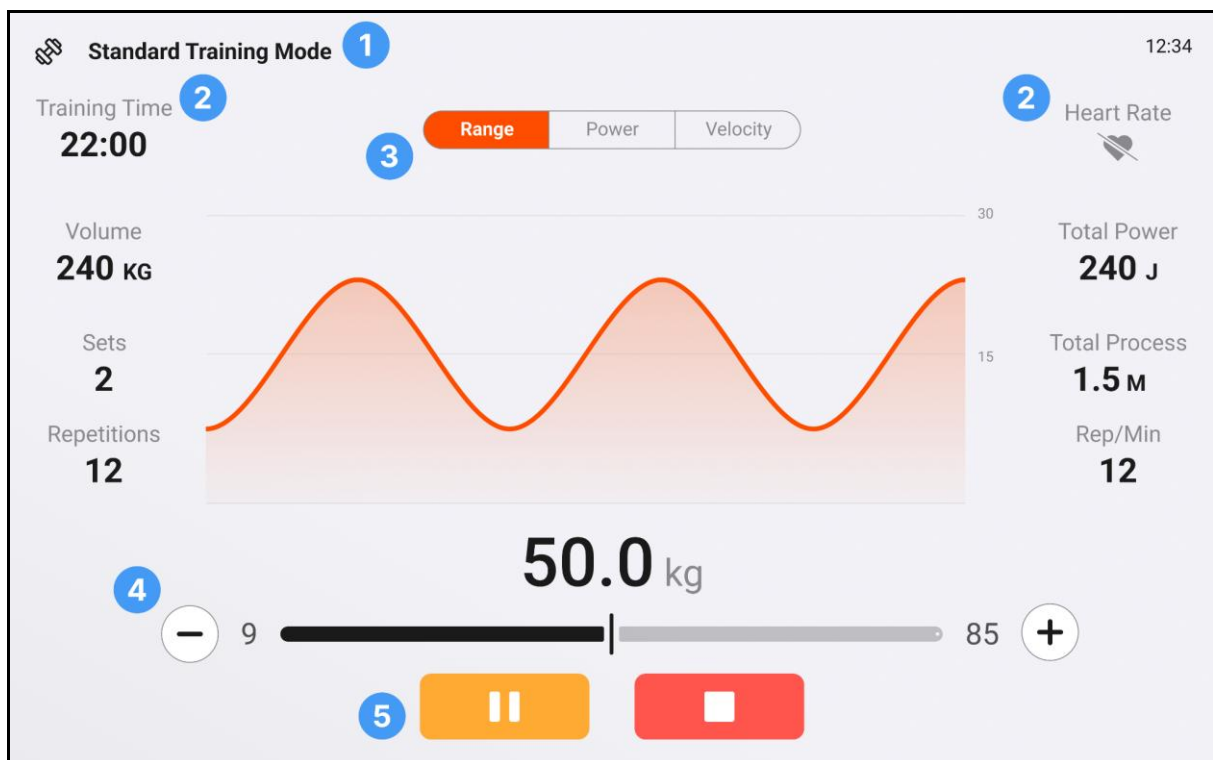 Standard Training Mode 1
12:34
Training Time 2
22:00
3
Range Power Velocity
2 Heart Rate
Volume
240 KG
Sets
2
Repetitions
12
30
15
Total Power
240 J
Total Process
1.5 M
Rep/Min
12
50.0 kg
4
9
85
5